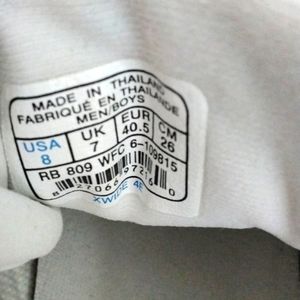 MADE IN THAILAND
FABRIQUÉ EN THAILANDE
MEN/BOYS
USA UK EUR CM
8 7 40.5 26
RB 809 WFC 6-109815
XWIDE 4E